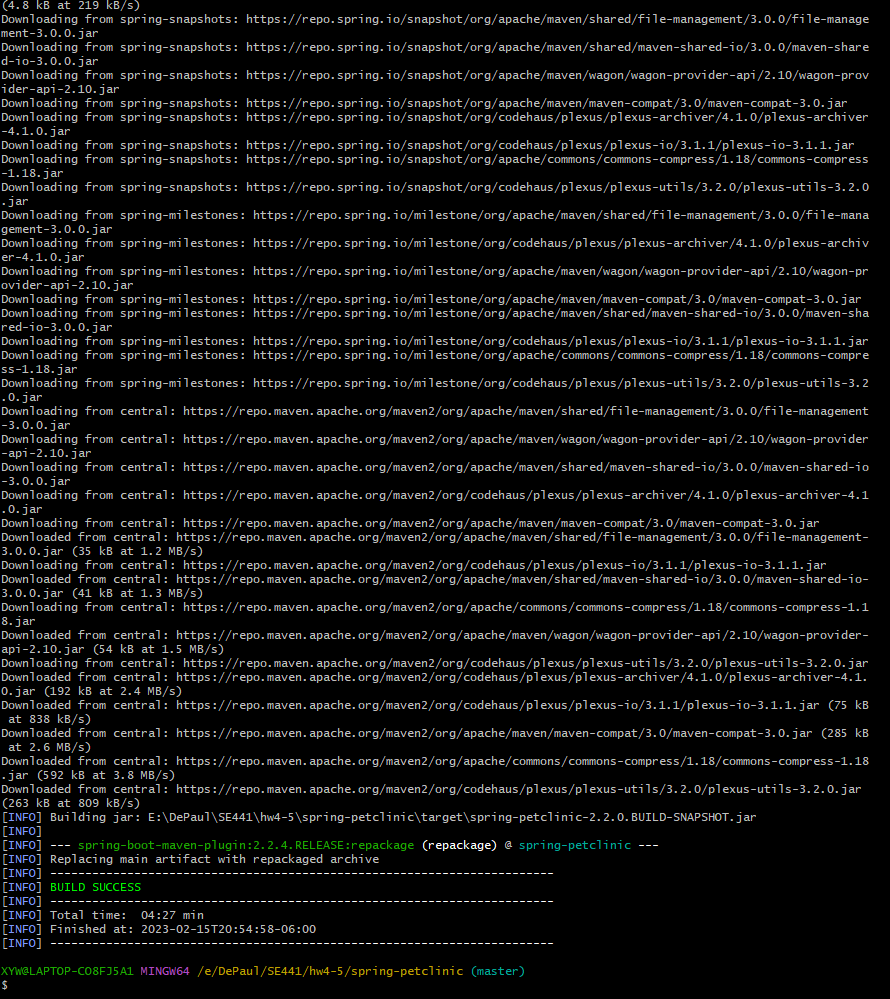 (4.8 kB at 219 kB/s)
Downloading from spring-snapshots: https://repo.spring.io/snapshot/org/apache/maven/shared/file-management/3.0.0/file-manage
ment-3.0.0.jar
Downloading from spring-snapshots: https://repo.spring.io/snapshot/org/apache/maven/shared/maven-shared-io/3.0.0/maven-share
d-io-3.0.0.jar
Downloading from spring-snapshots: https://repo.spring.io/snapshot/org/apache/maven/wagon/wagon-provider-api/2.10/wagon-prov
ider-api-2.10.jar
Downloading from spring-snapshots: https://repo.spring.io/snapshot/org/apache/maven/maven-compat/3.0/maven-compat-3.0.jar
Downloading from spring-snapshots: https://repo.spring.io/snapshot/org/codehaus/plexus/plexus-archiver/4.1.0/plexus-archiver
-4.1.0.jar
Downloading from spring-snapshots: https://repo.spring.io/snapshot/org/codehaus/plexus/plexus-io/3.1.1/plexus-io-3.1.1.jar
Downloading from spring-snapshots: https://repo.spring.io/snapshot/org/apache/commons/commons-compress/1.18/commons-compress
-1.18.jar
Downloading from spring-snapshots: https://repo.spring.io/snapshot/org/codehaus/plexus/plexus-utils/3.2.0/plexus-utils-3.2.0
.jar
Downloading from spring-milestones: https://repo.spring.io/milestone/org/apache/maven/shared/file-management/3.0.0/file-mana
gement-3.0.0.jar
Downloading from spring-milestones: https://repo.spring.io/milestone/org/codehaus/plexus/plexus-archiver/4.1.0/plexus-archiv
er-4.1.0.jar
Downloading from spring-milestones: https://repo.spring.io/milestone/org/apache/maven/wagon/wagon-provider-api/2.10/wagon-pr
ovider-api-2.10.jar
Downloading from spring-milestones: https://repo.spring.io/milestone/org/apache/maven/maven-compat/3.0/maven-compat-3.0.jar
Downloading from spring-milestones: https://repo.spring.io/milestone/org/apache/maven/shared/maven-shared-io/3.0.0/maven-sha
red-io-3.0.0.jar
Downloading from spring-milestones: https://repo.spring.io/milestone/org/codehaus/plexus/plexus-io/3.1.1/plexus-io-3.1.1.jar
Downloading from spring-milestones: https://repo.spring.io/milestone/org/apache/commons/commons-compress/1.18/commons-compre
ss-1.18.jar
Downloading from spring-milestones: https://repo.spring.io/milestone/org/codehaus/plexus/plexus-utils/3.2.0/plexus-utils-3.2
.0.jar
Downloading from central: https://repo.maven.apache.org/maven2/org/apache/maven/shared/file-management/3.0.0/file-management
-3.0.0.jar
Downloading from central: https://repo.maven.apache.org/maven2/org/apache/maven/wagon/wagon-provider-api/2.10/wagon-provider
-api-2.10.jar
Downloading from central: https://repo.maven.apache.org/maven2/org/apache/maven/shared/maven-shared-io/3.0.0/maven-shared-io
-3.0.0.jar
Downloading from central: https://repo.maven.apache.org/maven2/org/codehaus/plexus/plexus-archiver/4.1.0/plexus-archiver-4.1
.0.jar
Downloading from central: https://repo.maven.apache.org/maven2/org/apache/maven/maven-compat/3.0/maven-compat-3.0.jar
Downloaded from central: https://repo.maven.apache.org/maven2/org/apache/maven/shared/file-management/3.0.0/file-management-
3.0.0.jar (35 kB at 1.2 MB/s)
Downloading from central: https://repo.maven.apache.org/maven2/org/codehaus/plexus/plexus-io/3.1.1/plexus-io-3.1.1.jar
Downloaded from central: https://repo.maven.apache.org/maven2/org/apache/maven/shared/maven-shared-io/3.0.0/maven-shared-io-
3.0.0.jar (41 kB at 1.3 MB/s)
Downloading from central: https://repo.maven.apache.org/maven2/org/apache/commons/commons-compress/1.18/commons-compress-1.1
8.jar
Downloaded from central: https://repo.maven.apache.org/maven2/org/apache/maven/wagon/wagon-provider-api/2.10/wagon-provider-
api-2.10.jar (54 kB at 1.5 MB/s)
Downloading from central: https://repo.maven.apache.org/maven2/org/codehaus/plexus/plexus-utils/3.2.0/plexus-utils-3.2.0.jar
Downloaded from central: https://repo.maven.apache.org/maven2/org/codehaus/plexus/plexus-archiver/4.1.0/plexus-archiver-4.1.
0.jar (192 kB at 2.4 MB/s)
Downloaded from central: https://repo.maven.apache.org/maven2/org/codehaus/plexus/plexus-io/3.1.1/plexus-io-3.1.1.jar (75 kB
 at 838 kB/s)
Downloaded from central: https://repo.maven.apache.org/maven2/org/apache/maven/maven-compat/3.0/maven-compat-3.0.jar (285 kB
 at 2.6 MB/s)
Downloaded from central: https://repo.maven.apache.org/maven2/org/apache/commons/commons-compress/1.18/commons-compress-1.18
.jar (592 kB at 3.8 MB/s)
Downloaded from central: https://repo.maven.apache.org/maven2/org/codehaus/plexus/plexus-utils/3.2.0/plexus-utils-3.2.0.jar
(263 kB at 809 kB/s)
[INFO] Building jar: E:\DePaul\SE441\hw4-5\spring-petclinic\target\spring-petclinic-2.2.0.BUILD-SNAPSHOT.jar
[INFO]
[INFO] --- spring-boot-maven-plugin:2.2.4.RELEASE:repackage (repackage) @ spring-petclinic ---
[INFO] Replacing main artifact with repackaged archive
[INFO] ------------------------------------------------------------------------
[INFO] BUILD SUCCESS
[INFO] ------------------------------------------------------------------------
[INFO] Total time:  04:27 min
[INFO] Finished at: 2023-02-15T20:54:58-06:00
[INFO] ------------------------------------------------------------------------
XYW@LAPTOP-CO8FJ5A1 MINGW64 /e/DePaul/SE441/hw4-5/spring-petclinic (master)
$